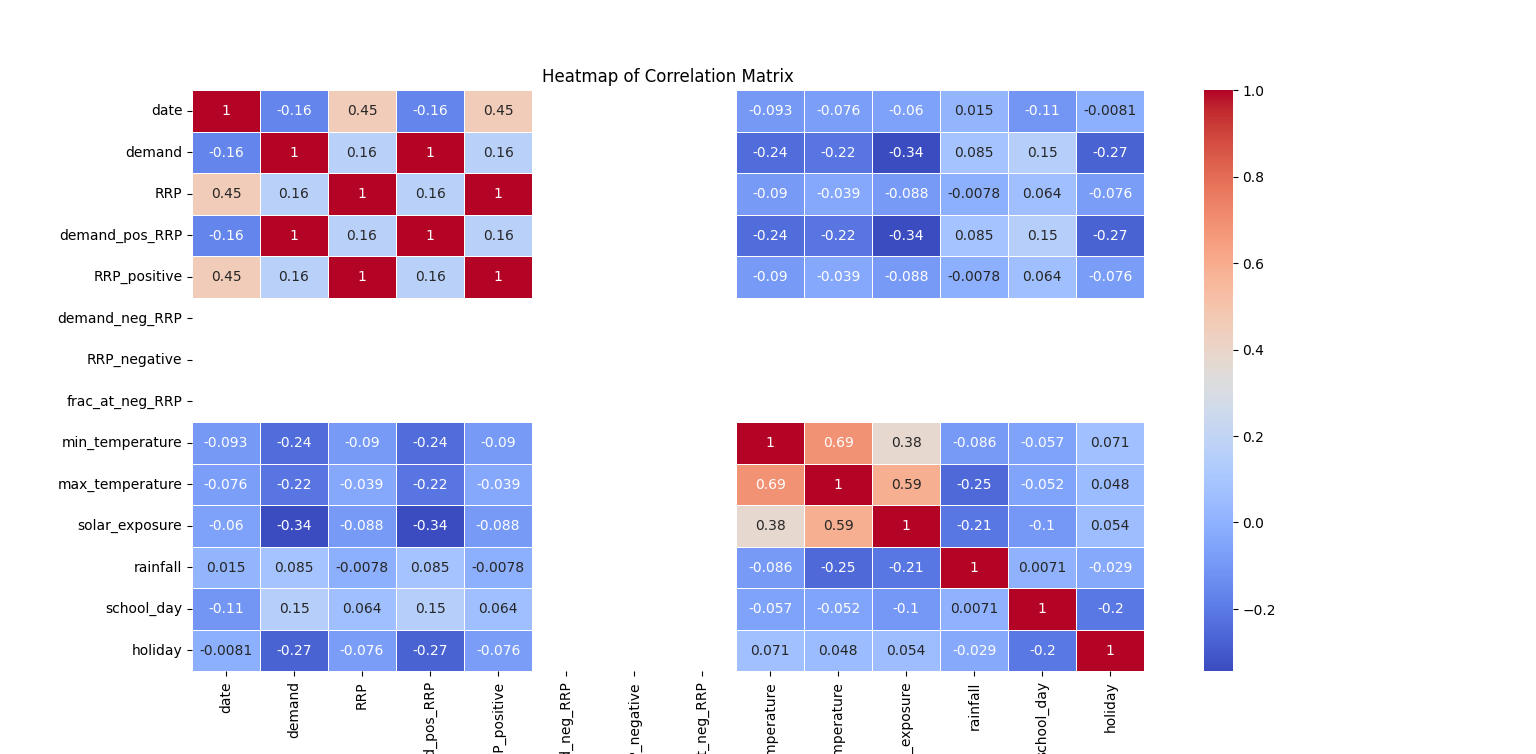 Heatmap of Correlation Matrix
date 1 -0.16 0.45 -0.16 0.45 -0.093 -0.076 -0.06 0.015 -0.11 -0.0081
demand -0.16 1 0.16 1 0.16 -0.24 -0.22 -0.34 0.085 0.15 -0.27
RRP 0.45 0.16 1 0.16 1 -0.09 -0.039 -0.088 -0.0078 0.064 -0.076
demand_pos_RRP -0.16 1 0.16 1 0.16 -0.24 -0.22 -0.34 0.085 0.15 -0.27
RRP_positive 0.45 0.16 1 0.16 1 -0.09 -0.039 -0.088 -0.0078 0.064 -0.076
demand_neg_RRP
RRP_negative
frac_at_neg_RRP
min_temperature -0.093 -0.24 -0.09 -0.24 -0.09 1 0.69 0.38 -0.086 -0.057 0.071
max_temperature -0.076 -0.22 -0.039 -0.22 -0.039 0.69 1 0.59 -0.25 -0.052 0.048
solar_exposure -0.06 -0.34 -0.088 -0.34 -0.088 0.38 0.59 1 -0.21 -0.1 0.054
rainfall 0.015 0.085 -0.0078 0.085 -0.0078 -0.086 -0.25 -0.21 1 0.0071 -0.029
school_day -0.11 0.15 0.064 0.15 0.064 -0.057 -0.052 -0.1 0.0071 1 -0.2
holiday -0.0081 -0.27 -0.076 -0.27 -0.076 0.071 0.048 0.054 -0.029 -0.2 1
date
demand
RRP
d_pos_RRP
P_positive
d_neg_RRP
P_negative
t_neg_RRP
mperature
mperature
_exposure
rainfall
school_day
holiday
1.0
0.8
0.6
0.4
0.2
0.0
−0.2